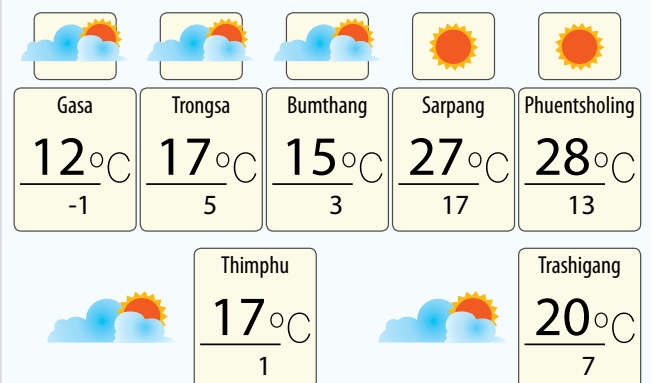 Gasa Trongsa Bumthang Sarpang Phuentsholing
12°C 17°C 15°C 27°C 28°C
-1 5 3 17 13
Thimphu Trashigang
17°C 20°C
1 7